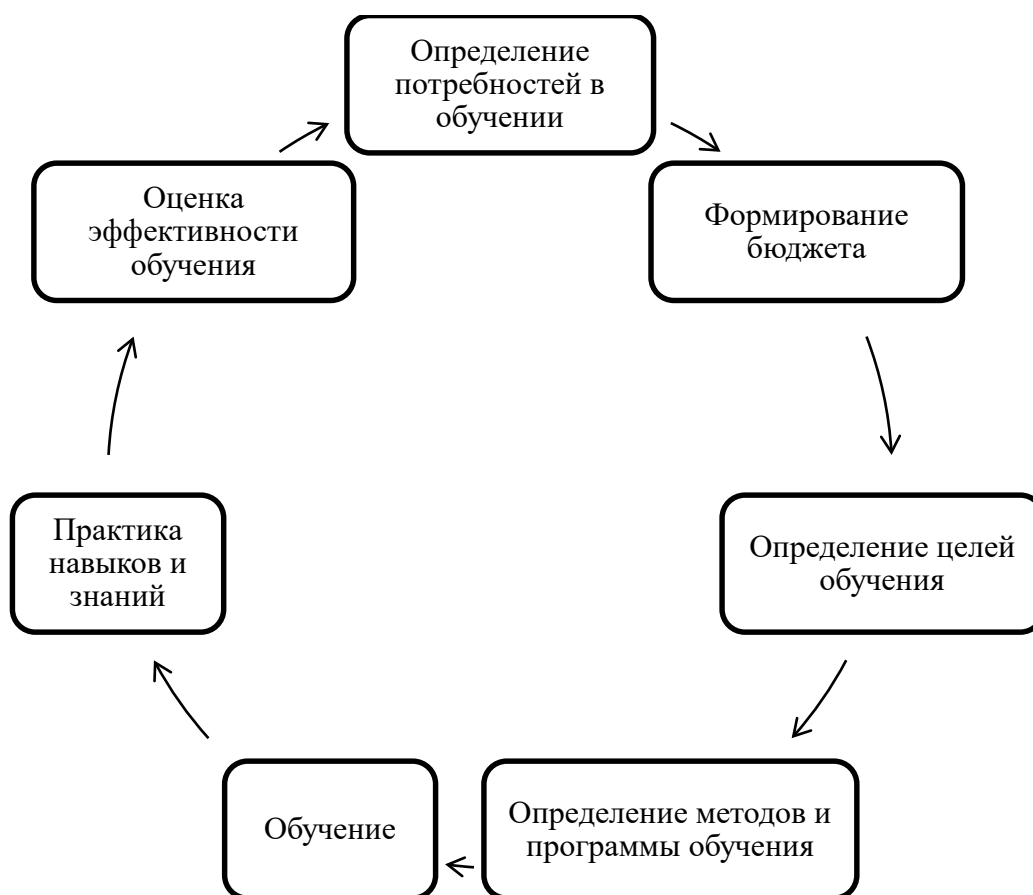 Определение
потребностей в
обучении
Формирование
бюджета
Определение целей
обучения
Определение методов и
программы обучения
Обучение
Практика
навыков и
знаний
Оценка
эффективности
обучения